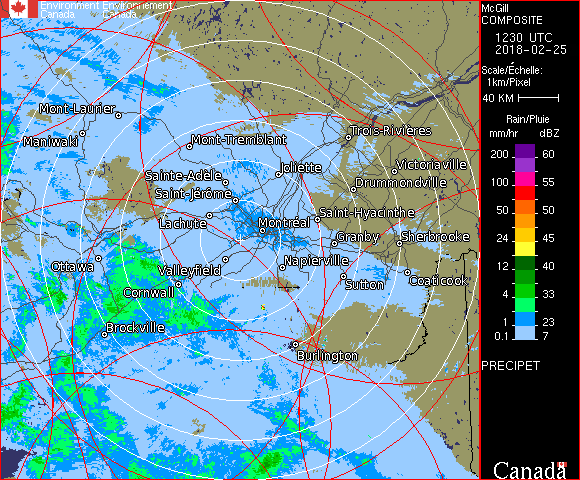 Environment Environnement
Canada Canada
McGill
COMPOSITE
1230 UTC
2018-02-25
Scale/Échelle:
1km/Pixel
40 KM
Rain/Pluie
mm/hr dBZ
200 60
100 55
50 50
24 45
12 40
4 33
1 23
0.1 7
PRECIPET
Canada
Mont-Laurier
Maniwaki
Mont-Tremblant
Trois-Rivières
Joliette
Victoriaville
Sainte-Adèle
Drummondville
Saint-Jérôme
Saint-Hyacinthe
Lachute
Montréal
Granby
Sherbrooke
Ottawa
Valleyfield
Napierville
Sutton
Coaticook
Cornwall
Brockville
Burlington